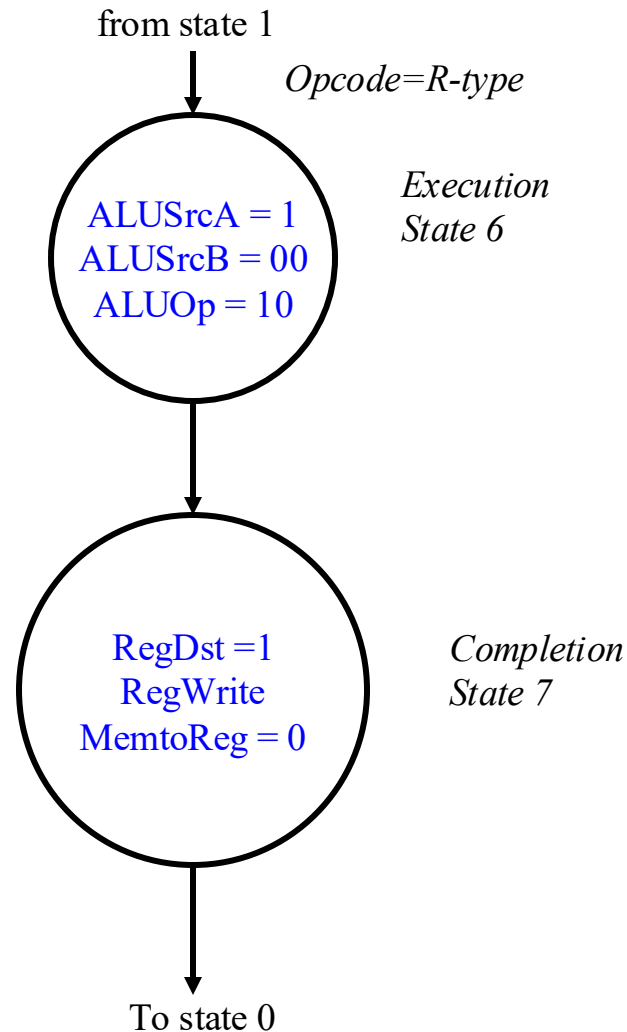 from state 1
Opcode=R-type
Execution
State 6
ALUSrcA = 1
ALUSrcB = 00
ALUOp = 10
RegDst =1
RegWrite
MemtoReg = 0
Completion
State 7
To state 0